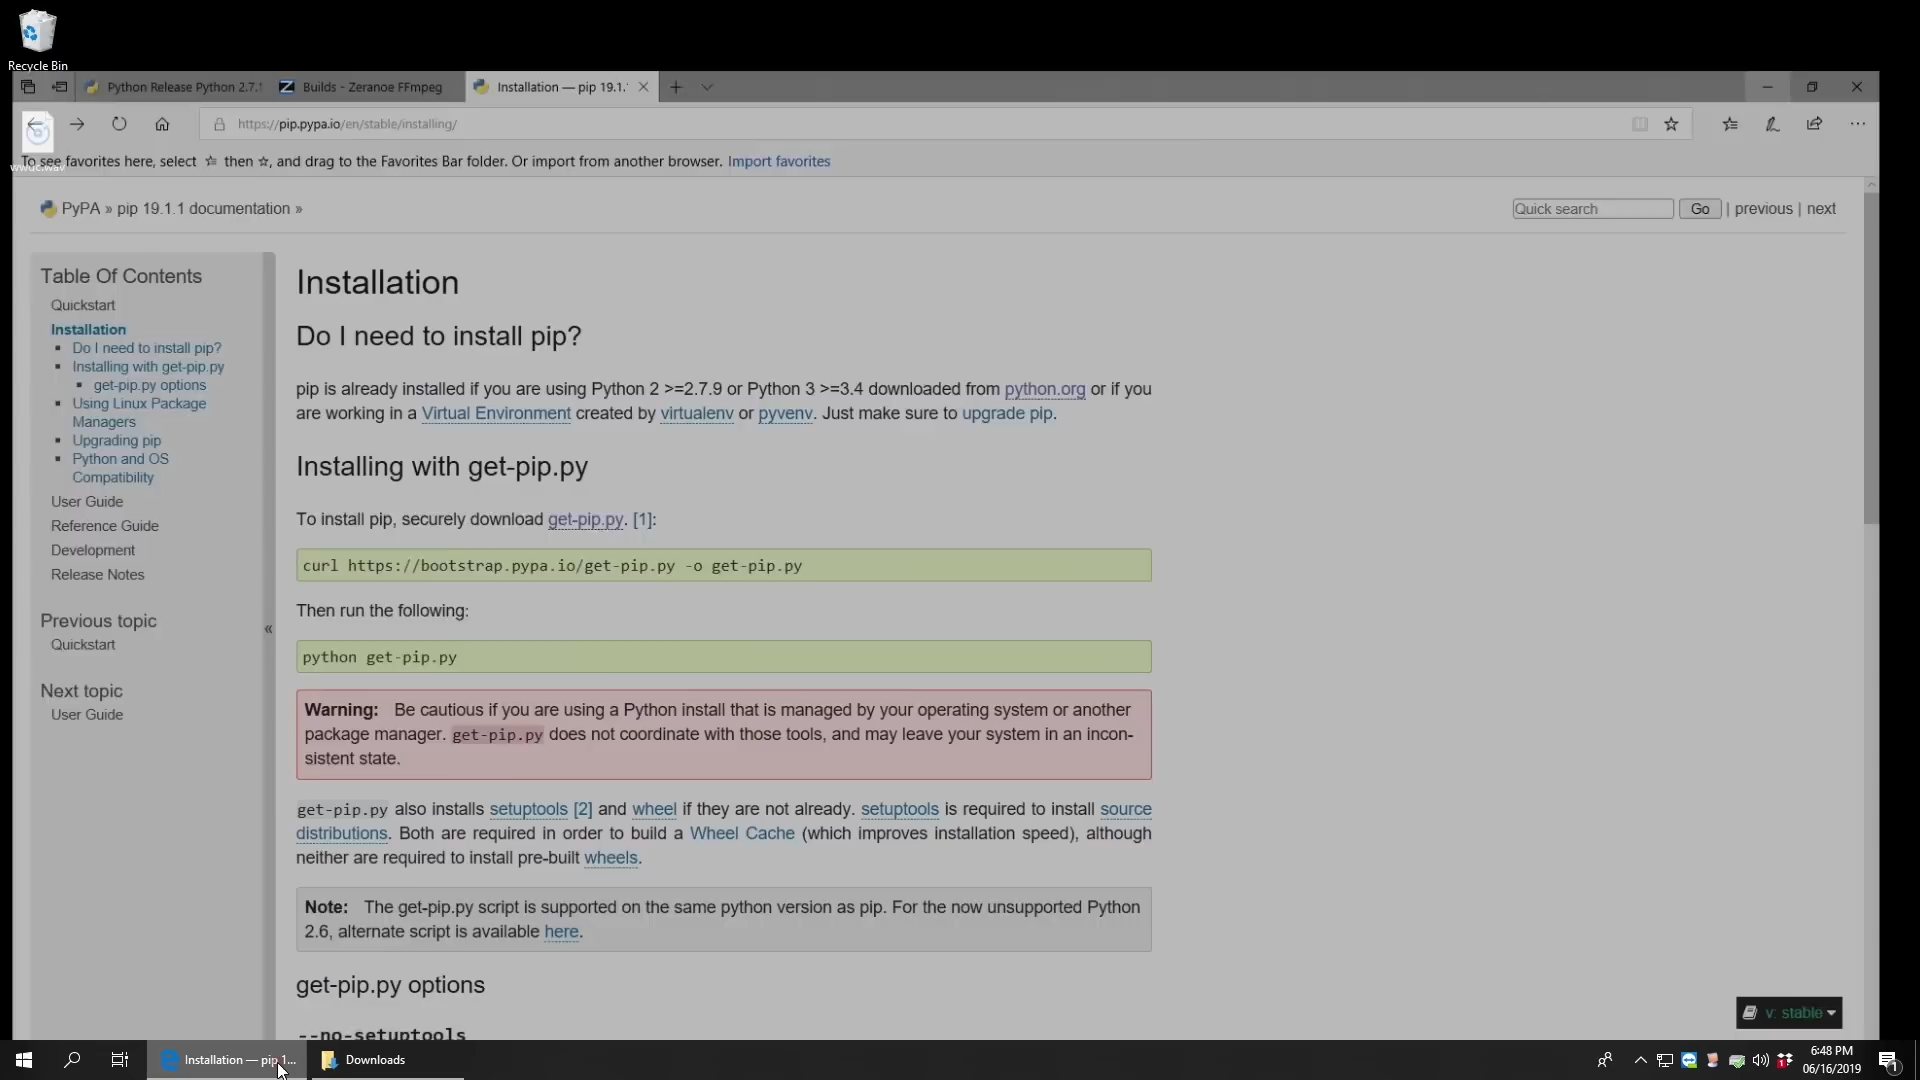 Recycle Bin
Python Release Python 2.7.1
Builds - Zeranoe FFmpeg
Installation — pip 19.1.1
https://pip.pypa.io/en/stable/installing/
To see favorites here, select ☆ then ☆, and drag to the Favorites Bar folder. Or import from another browser. Import favorites
wwdc.wav
PyPA » pip 19.1.1 documentation »
Quick search Go | previous | next
Table Of Contents
Quickstart
Installation
Do I need to install pip?
Installing with get-pip.py
get-pip.py options
Using Linux Package
Managers
Upgrading pip
Python and OS
Compatibility
User Guide
Reference Guide
Development
Release Notes
Previous topic
Quickstart
Next topic
User Guide
«
Installation
Do I need to install pip?
pip is already installed if you are using Python 2 >=2.7.9 or Python 3 >=3.4 downloaded from python.org or if you
are working in a Virtual Environment created by virtualenv or pyvenv. Just make sure to upgrade pip.
Installing with get-pip.py
To install pip, securely download get-pip.py. [1]:
curl https://bootstrap.pypa.io/get-pip.py -o get-pip.py
Then run the following:
python get-pip.py
Warning: Be cautious if you are using a Python install that is managed by your operating system or another
package manager. get-pip.py does not coordinate with those tools, and may leave your system in an incon-
sistent state.
get-pip.py also installs setuptools [2] and wheel if they are not already. setuptools is required to install source
distributions. Both are required in order to build a Wheel Cache (which improves installation speed), although
neither are required to install pre-built wheels.
Note: The get-pip.py script is supported on the same python version as pip. For the now unsupported Python
2.6, alternate script is available here.
get-pip.py options
--no-setuptools
v: stable
Installation — pip 1...
Downloads
6:48 PM
06/16/2019
1